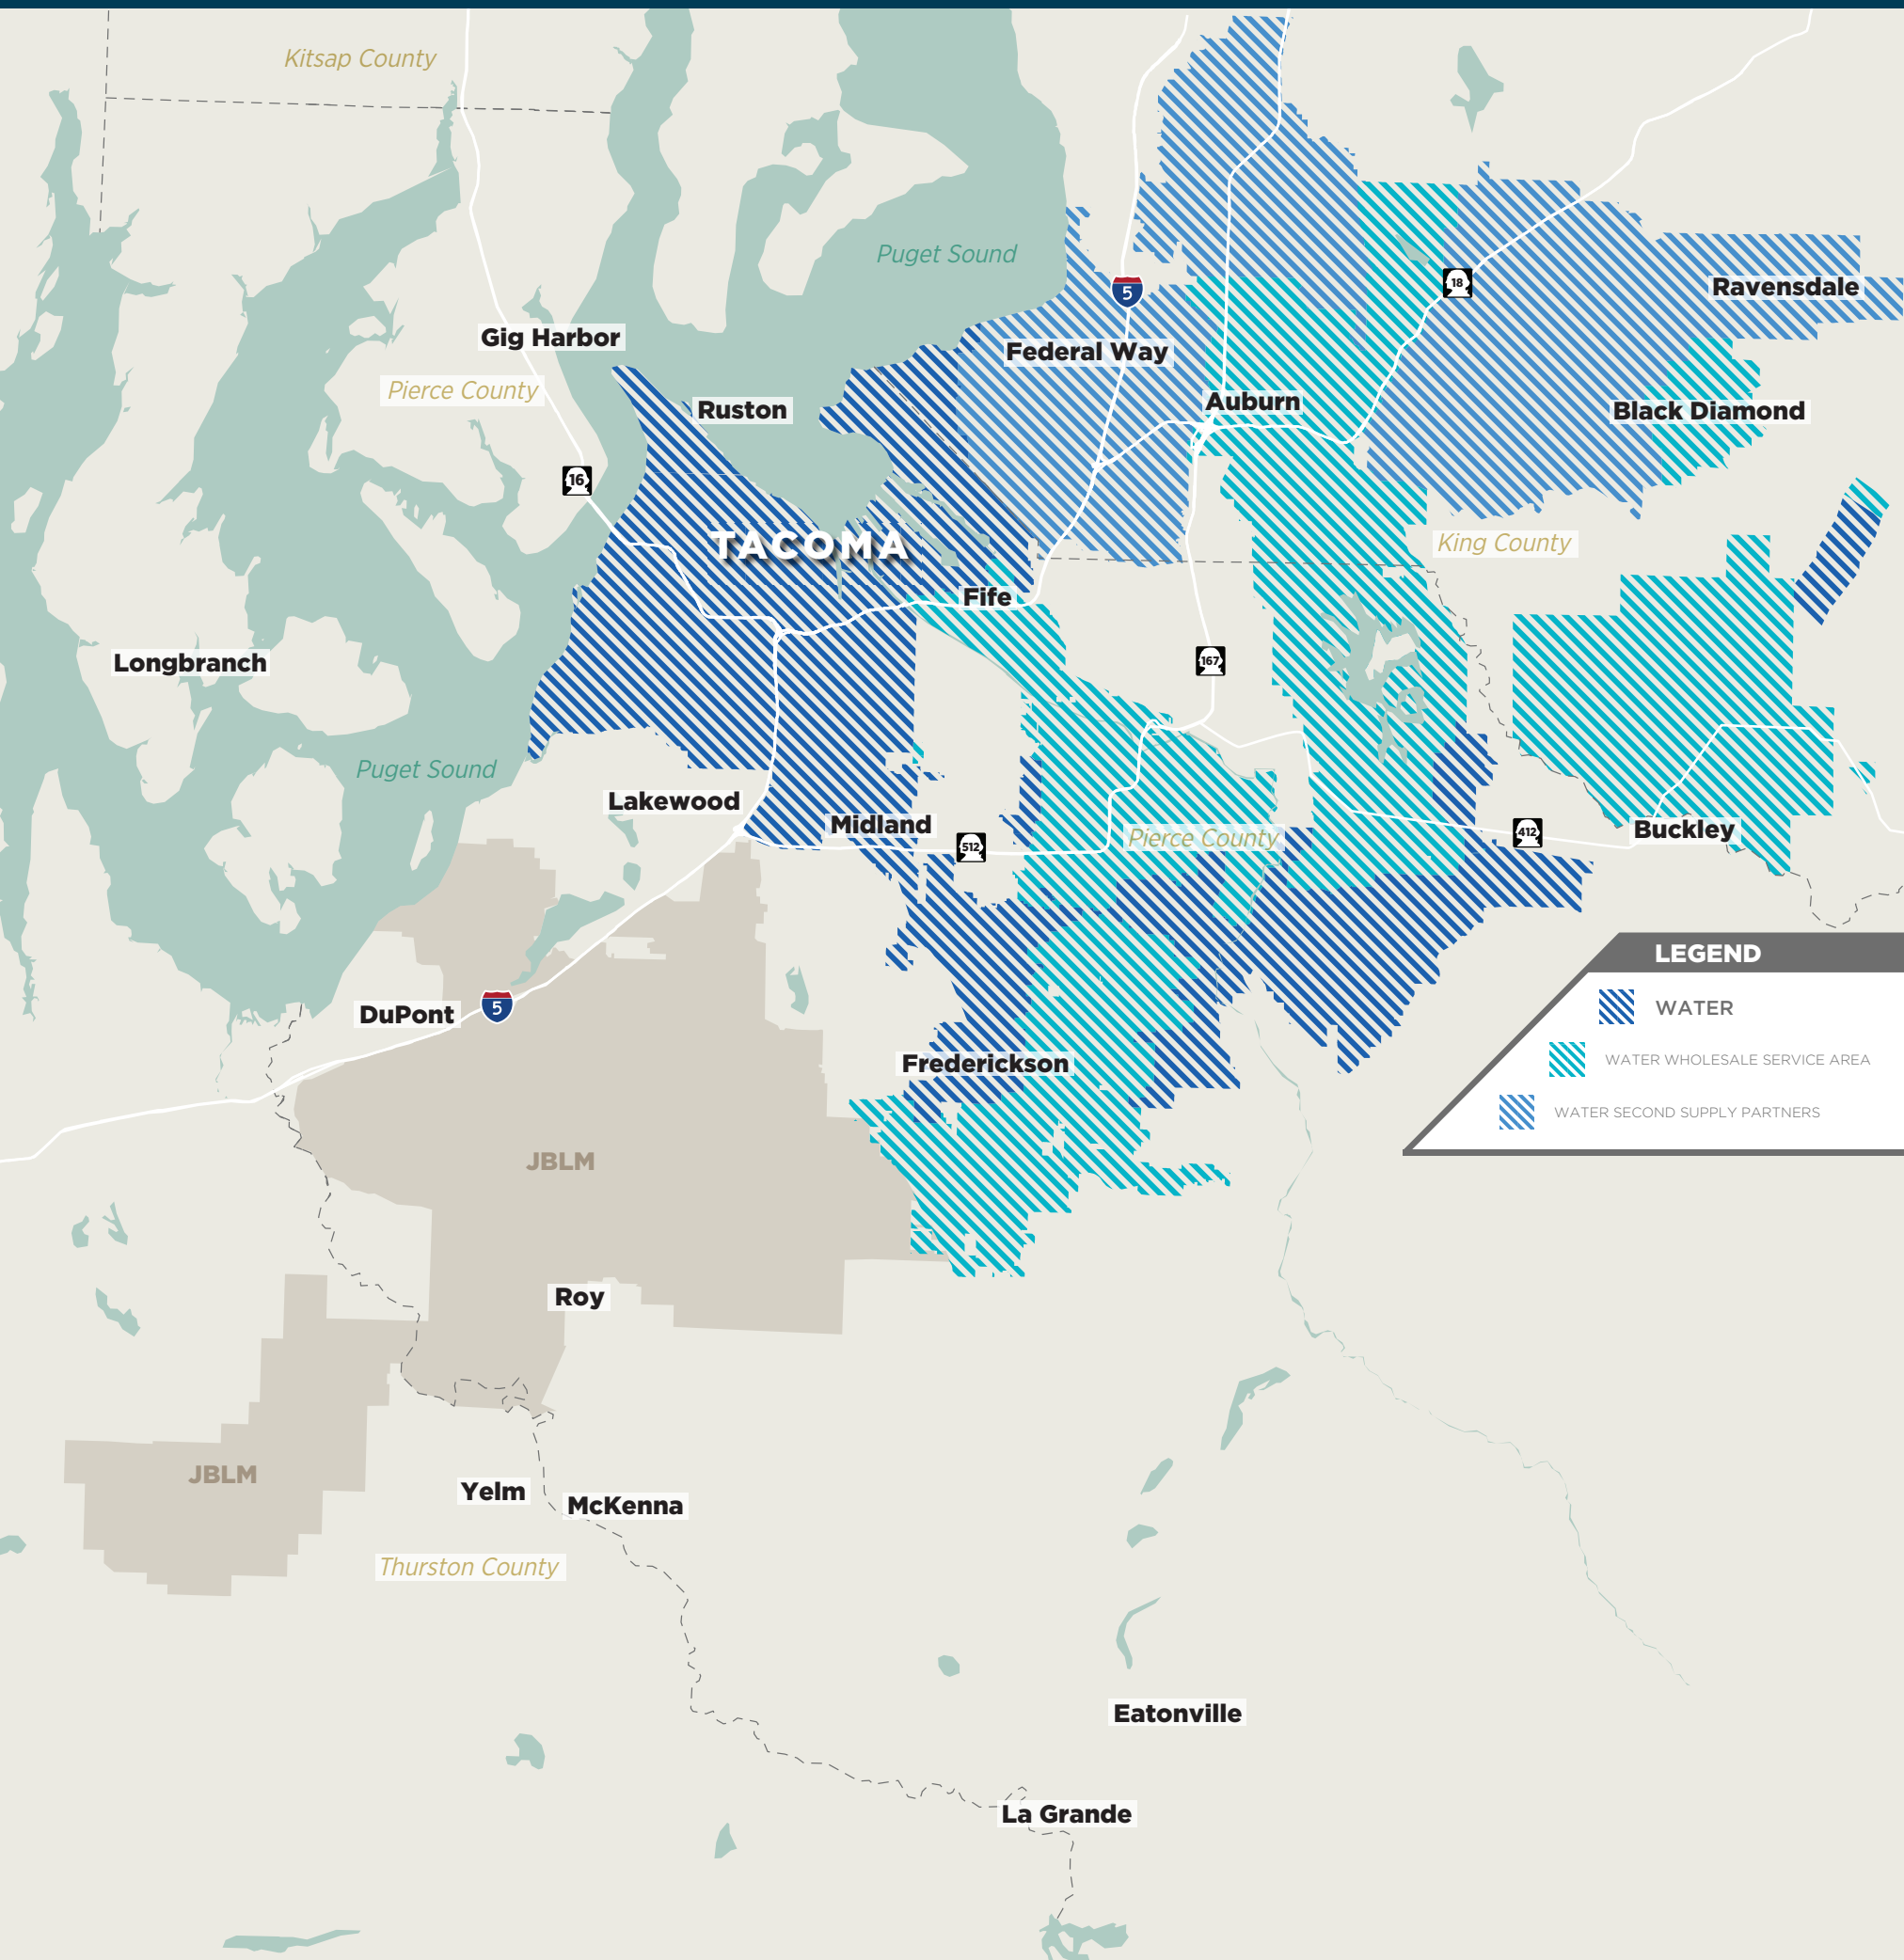 Kitsap County
Puget Sound
18
Ravensdale
5
Gig Harbor
Federal Way
Pierce County
Auburn
Ruston
Black Diamond
16
TACOMA
King County
Fife
Longbranch
167
Puget Sound
Lakewood
Midland
512
Pierce County
412
Buckley
LEGEND
WATER
WATER WHOLESALE SERVICE AREA
WATER SECOND SUPPLY PARTNERS
DuPont
5
Frederickson
JBLM
Roy
JBLM
Yelm
McKenna
Thurston County
Eatonville
La Grande